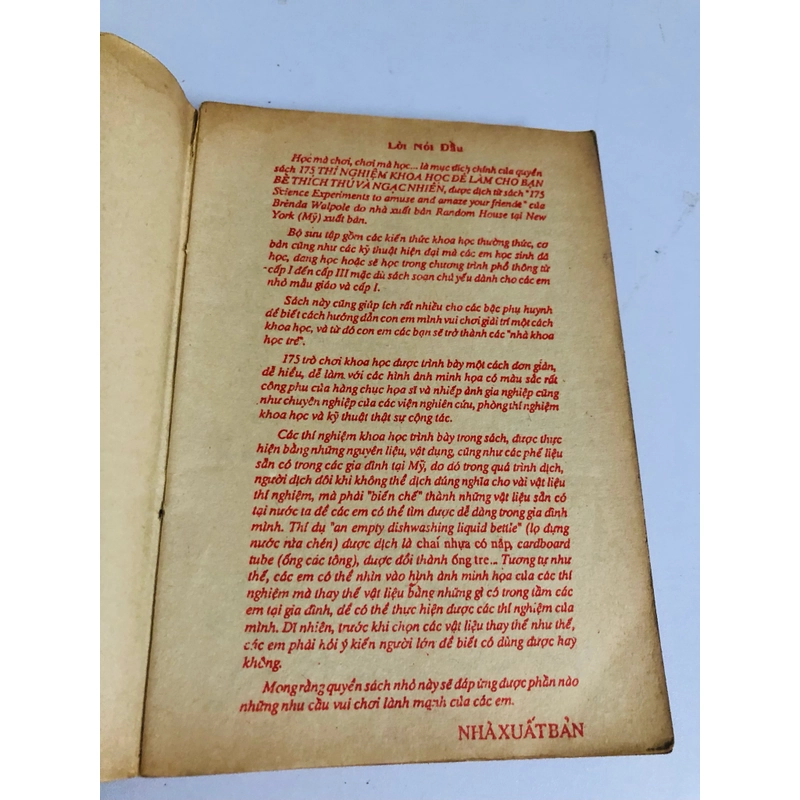 Lời Nói Đầu
Học mà chơi, chơi mà học... là mục đích chính của quyển
sách 175 THÍ NGHIỆM KHOA HỌC DỄ LÀM CHO BẠN
BÈ THÍCH THÚ VÀ NGẠC NHIÊN, được dịch từ sách "175
Science Experiments to amuse and amaze your friends" của
Brenda Walpole do nhà xuất bản Random House tại New
York (Mỹ) xuất bản.
Bộ sưu tập gồm các kiến thức khoa học thường thức, cơ
bản cũng như các kỹ thuật hiện đại mà các em học sinh đã
học, đang học hoặc sẽ học trong chương trình phổ thông từ
cấp I đến cấp III mặc dù sách soạn chủ yếu dành cho các em
nhỏ mẫu giáo và cấp I.
Sách này cũng giúp ích rất nhiều cho các bậc phụ huynh
để biết cách hướng dẫn con em mình vui chơi giải trí một cách
khoa học, và từ đó con em các bạn sẽ trở thành các "nhà khoa
học trẻ".
175 trò chơi khoa học được trình bày một cách đơn giản,
dễ hiểu, dễ làm với các hình ảnh minh họa có màu sắc rất
công phu của hàng chục họa sĩ và nhiếp ảnh gia nghiệp cũng
như chuyên nghiệp của các viện nghiên cứu, phòng thí nghiệm
khoa học và kỹ thuật thật sự cộng tác.
Các thí nghiệm khoa học trình bày trong sách, được thực
hiện bằng những nguyên liệu, vật dụng, cũng như các phế liệu
sẵn có trong các gia đình tại Mỹ, do đó trong quá trình dịch,
người dịch đôi khi không thể dịch đúng nghĩa cho vài vật liệu
thí nghiệm, mà phải "biến chế" thành những vật liệu sẵn có
tại nước ta để các em có thể tìm được dễ dàng trong gia đình
mình. Thí dụ "an empty dishwashing liquid bettle" (lọ đựng
nước rửa chén) được dịch là chai nhựa có nắp, cardboard
tube (ống các tông), được đổi thành ống tre... Tương tự như
thế, các em có thể nhìn vào hình ảnh minh họa của các thí
nghiệm mà thay thế vật liệu bằng những gì có trong tầm các
em tại gia đình, để có thể thực hiện được các thí nghiệm của
mình. Dĩ nhiên, trước khi chọn các vật liệu thay thế như thế,
các em phải hỏi ý kiến người lớn để biết có dùng được hay
không.
Mong rằng quyển sách nhỏ này sẽ đáp ứng được phần nào
những nhu cầu vui chơi lành mạnh của các em.
NHÀ XUẤT BẢN